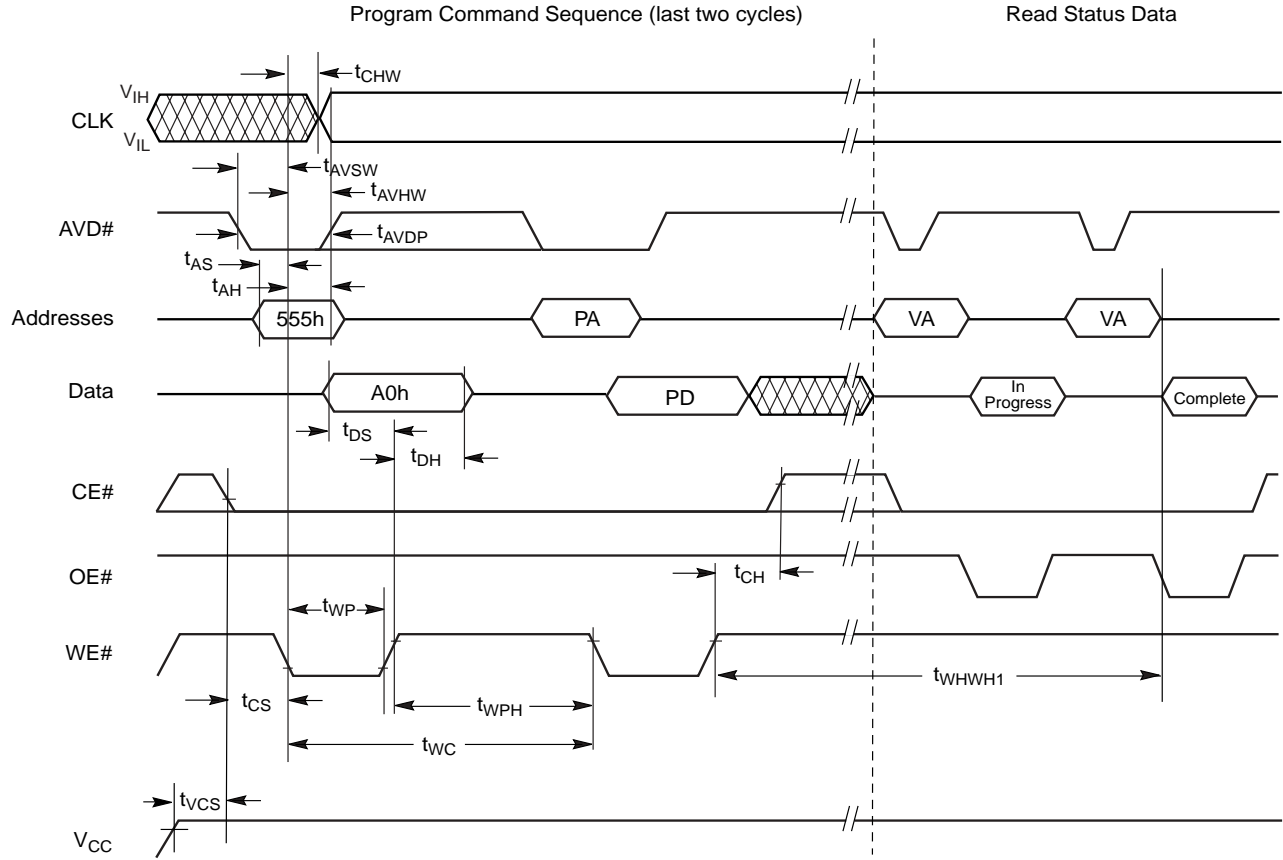 Program Command Sequence (last two cycles)
Read Status Data
tCHW
VIH
CLK
VIL
tAVSW
tAVHW
AVD#
tAVDP
tAS
tAH
Addresses
555h
PA
VA
VA
Data
A0h
PD
In
Progress
Complete
tDS
tDH
CE#
OE#
tCH
tWP
WE#
tWHWH1
tCS
tWPH
tWC
tVCS
VCC